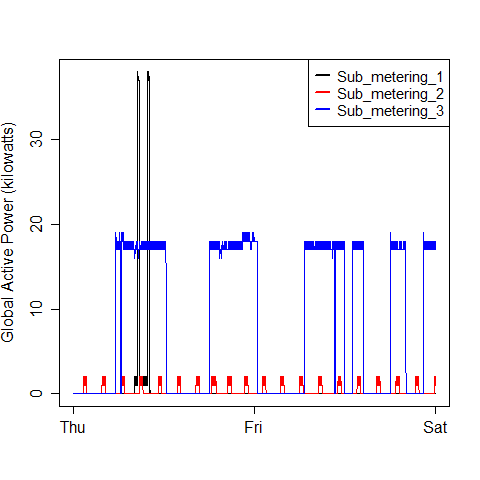 Sub_metering_1
Sub_metering_2
Sub_metering_3
Global Active Power (kilowatts)
30
20
10
0
Thu Fri Sat